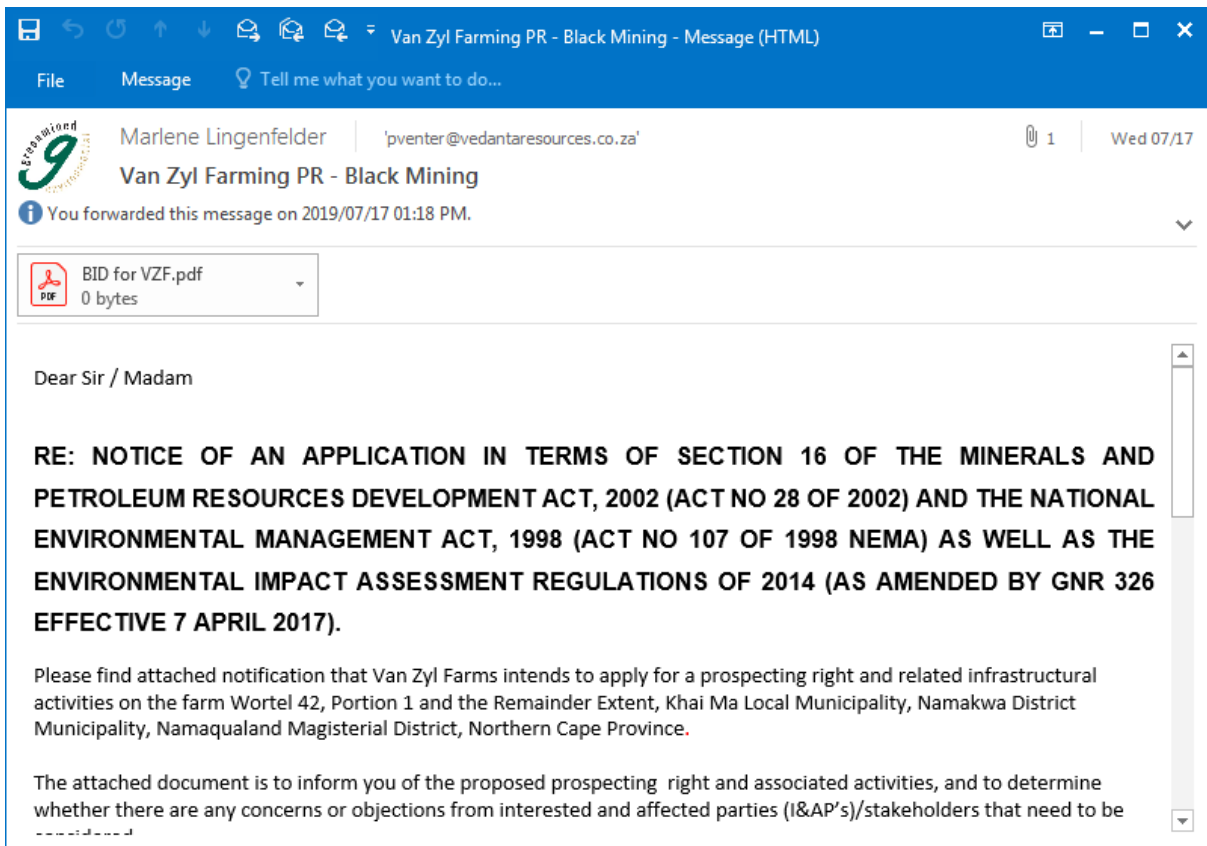 Van Zyl Farming PR - Black Mining - Message (HTML)
File Message Tell me what you want to do...
greenmined
Marlene Lingenfelder 'pventer@vedantaresources.co.za' 1 Wed 07/17
Van Zyl Farming PR - Black Mining
You forwarded this message on 2019/07/17 01:18 PM.
BID for VZF.pdf
PDF
0 bytes
Dear Sir / Madam
RE: NOTICE OF AN APPLICATION IN TERMS OF SECTION 16 OF THE MINERALS AND
PETROLEUM RESOURCES DEVELOPMENT ACT, 2002 (ACT NO 28 OF 2002) AND THE NATIONAL
ENVIRONMENTAL MANAGEMENT ACT, 1998 (ACT NO 107 OF 1998 NEMA) AS WELL AS THE
ENVIRONMENTAL IMPACT ASSESSMENT REGULATIONS OF 2014 (AS AMENDED BY GNR 326
EFFECTIVE 7 APRIL 2017).
Please find attached notification that Van Zyl Farms intends to apply for a prospecting right and related infrastructural
activities on the farm Wortel 42, Portion 1 and the Remainder Extent, Khai Ma Local Municipality, Namakwa District
Municipality, Namaqualand Magisterial District, Northern Cape Province.
The attached document is to inform you of the proposed prospecting right and associated activities, and to determine
whether there are any concerns or objections from interested and affected parties (I&AP's)/stakeholders that need to be